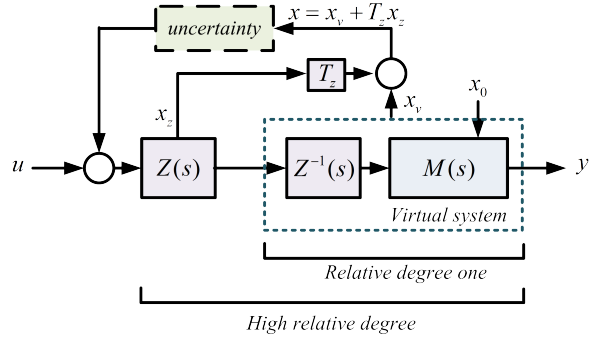 uncertainty
x = x_v + T_z x_z
T_z
x_z
x_v
x_0
u
Z(s)
Z^{-1}(s)
M(s)
y
Virtual system
Relative degree one
High relative degree